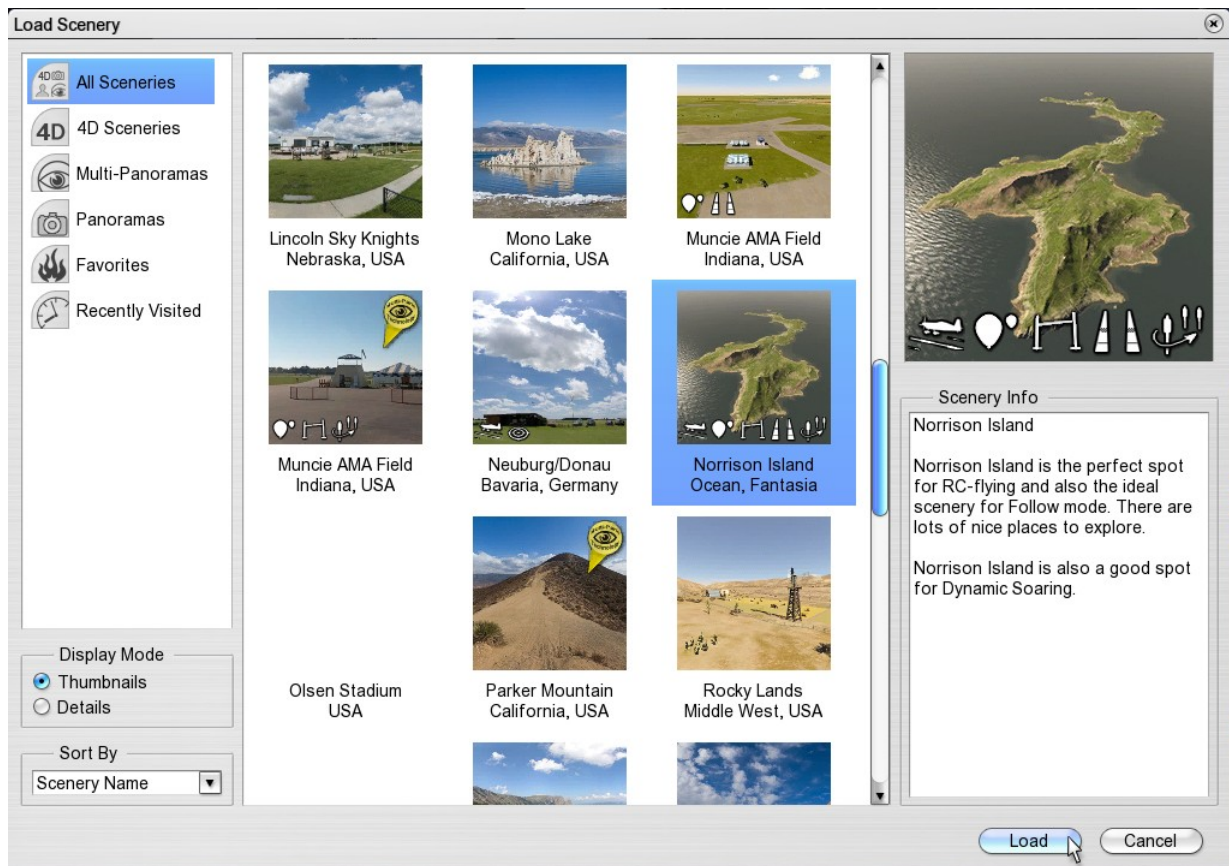 Load Scenery
All Sceneries
4D Sceneries
Multi-Panoramas
Panoramas
Favorites
Recently Visited
Display Mode
Thumbnails
Details
Sort By
Scenery Name
Lincoln Sky Knights
Nebraska, USA
Mono Lake
California, USA
Muncie AMA Field
Indiana, USA
Muncie AMA Field
Indiana, USA
Neuburg/Donau
Bavaria, Germany
Norrison Island
Ocean, Fantasia
Olsen Stadium
USA
Parker Mountain
California, USA
Rocky Lands
Middle West, USA
Scenery Info
Norrison Island
Norrison Island is the perfect spot
for RC-flying and also the ideal
scenery for Follow mode. There are
lots of nice places to explore.
Norrison Island is also a good spot
for Dynamic Soaring.
Load
Cancel